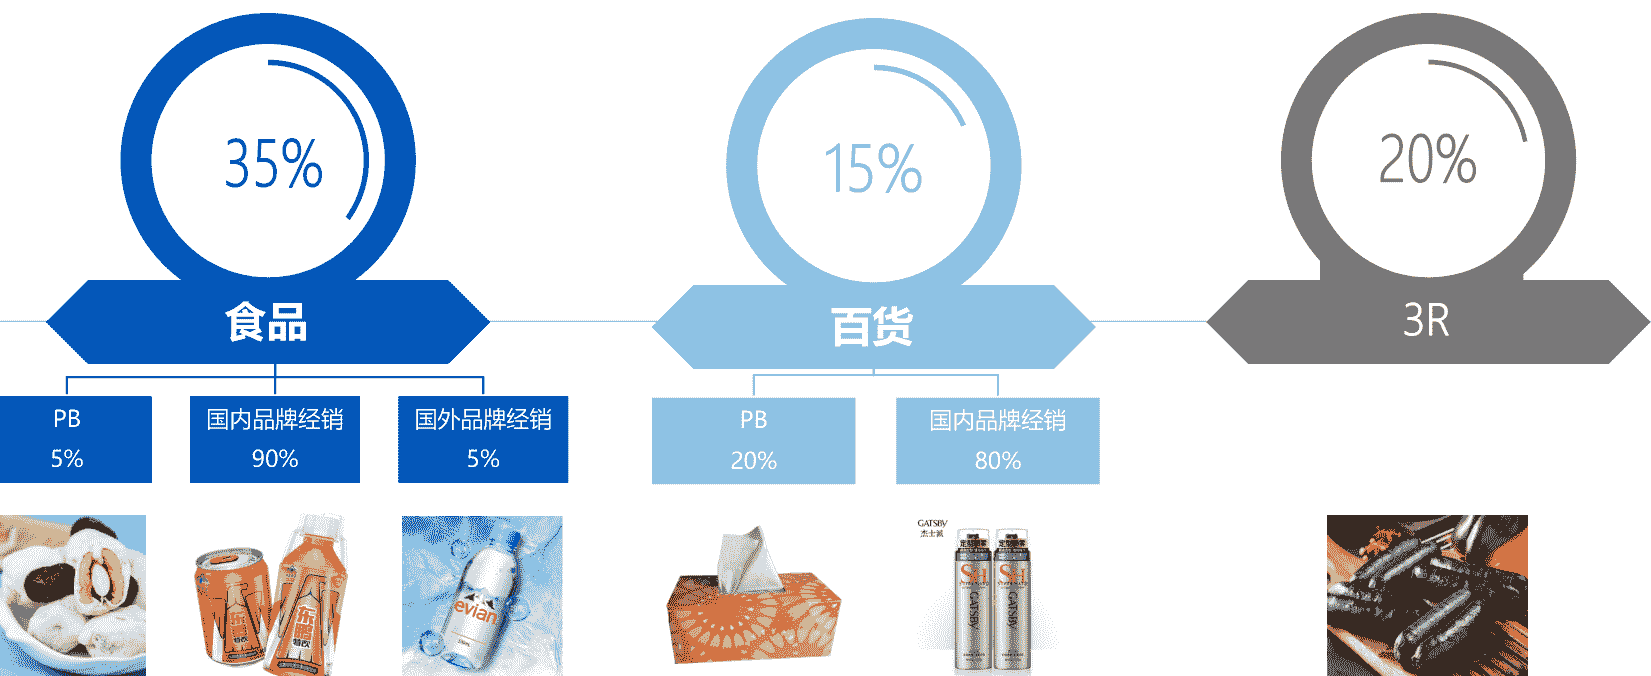 35%
15%
20%
食品
百货
3R
PB
5%
国内品牌经销
90%
国外品牌经销
5%
PB
20%
国内品牌经销
80%
evian
GATSBY
杰士派
GATSBY
GATSBY